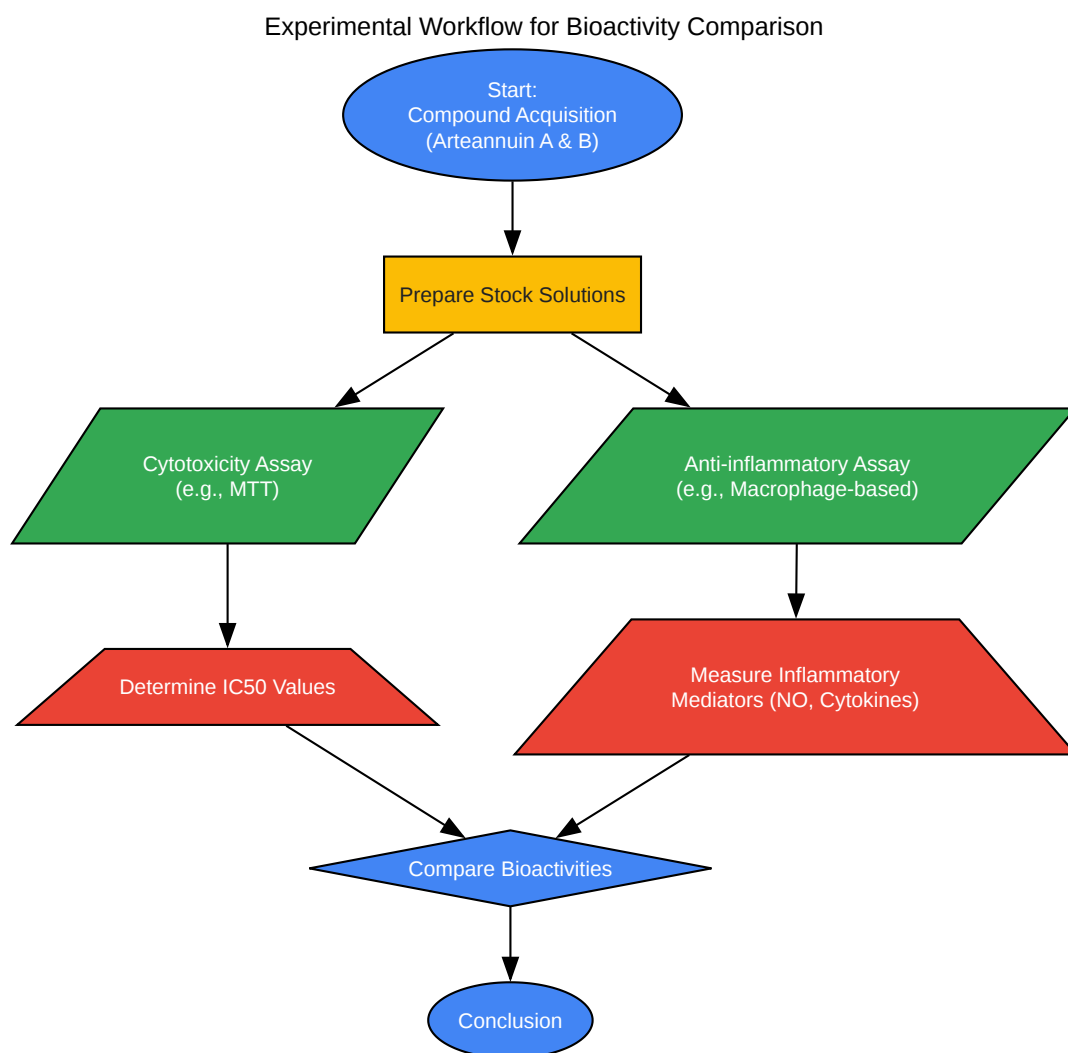 Experimental Workflow for Bioactivity Comparison
Start:
Compound Acquisition
(Arteannuin A & B)
Prepare Stock Solutions
Cytotoxicity Assay
(e.g., MTT)
Anti-inflammatory Assay
(e.g., Macrophage-based)
Determine IC50 Values
Measure Inflammatory
Mediators (NO, Cytokines)
Compare Bioactivities
Conclusion